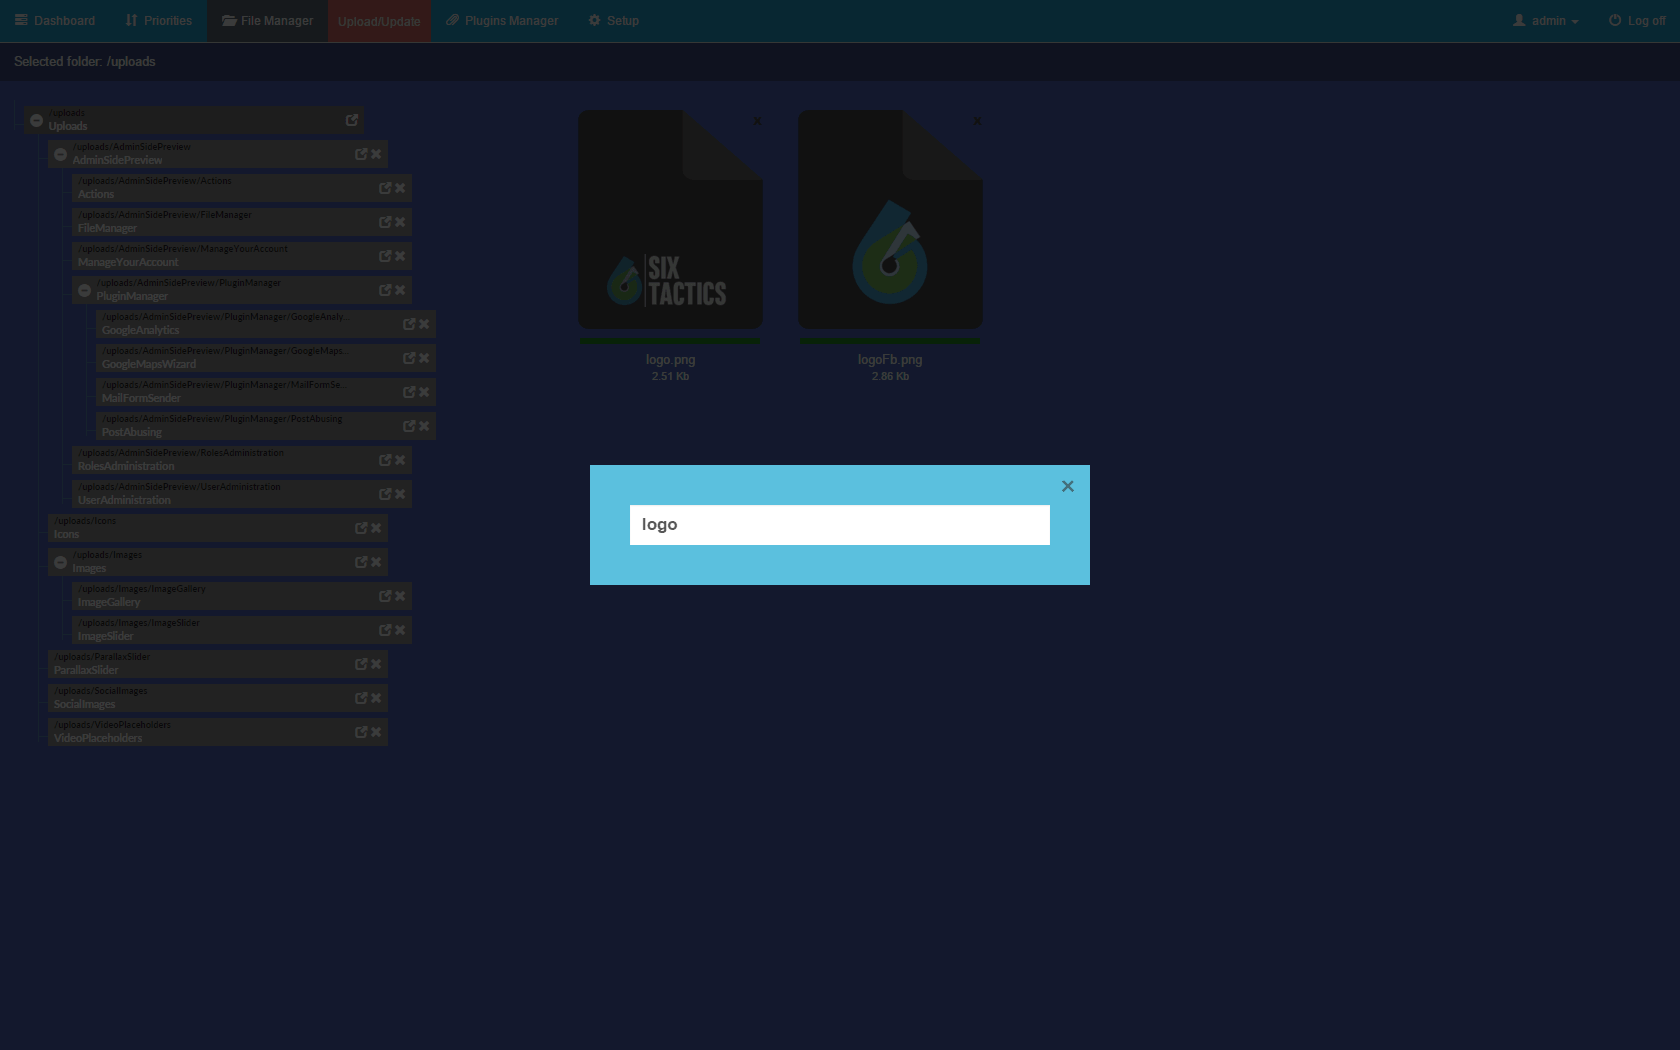 Dashboard
Priorities
File Manager
Upload/Update
Plugins Manager
Setup
admin
Log off
Selected folder: /uploads
/uploads
Uploads
/uploads/AdminSidePreview
AdminSidePreview
/uploads/AdminSidePreview/Actions
Actions
/uploads/AdminSidePreview/FileManager
FileManager
/uploads/AdminSidePreview/ManageYourAccount
ManageYourAccount
/uploads/AdminSidePreview/PluginManager
PluginManager
/uploads/AdminSidePreview/PluginManager/GoogleAnaly...
GoogleAnalytics
/uploads/AdminSidePreview/PluginManager/GoogleMaps...
GoogleMapsWizard
/uploads/AdminSidePreview/PluginManager/MailFormSe...
MailFormSender
/uploads/AdminSidePreview/PluginManager/PostAbusing
PostAbusing
/uploads/AdminSidePreview/RolesAdministration
RolesAdministration
/uploads/AdminSidePreview/UserAdministration
UserAdministration
/uploads/Icons
Icons
/uploads/Images
Images
/uploads/Images/ImageGallery
ImageGallery
/uploads/Images/ImageSlider
ImageSlider
/uploads/ParallaxSlider
ParallaxSlider
/uploads/SocialImages
SocialImages
/uploads/VideoPlaceholders
VideoPlaceholders
x
x
SIX
TACTICS
logo.png
2.51 Kb
logoFb.png
2.86 Kb
logo